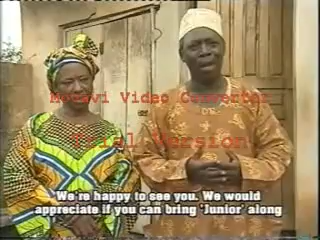 Movavi Video Converter
Trial Version
We're happy to see you. We would
appreciate if you can bring 'Junior' along